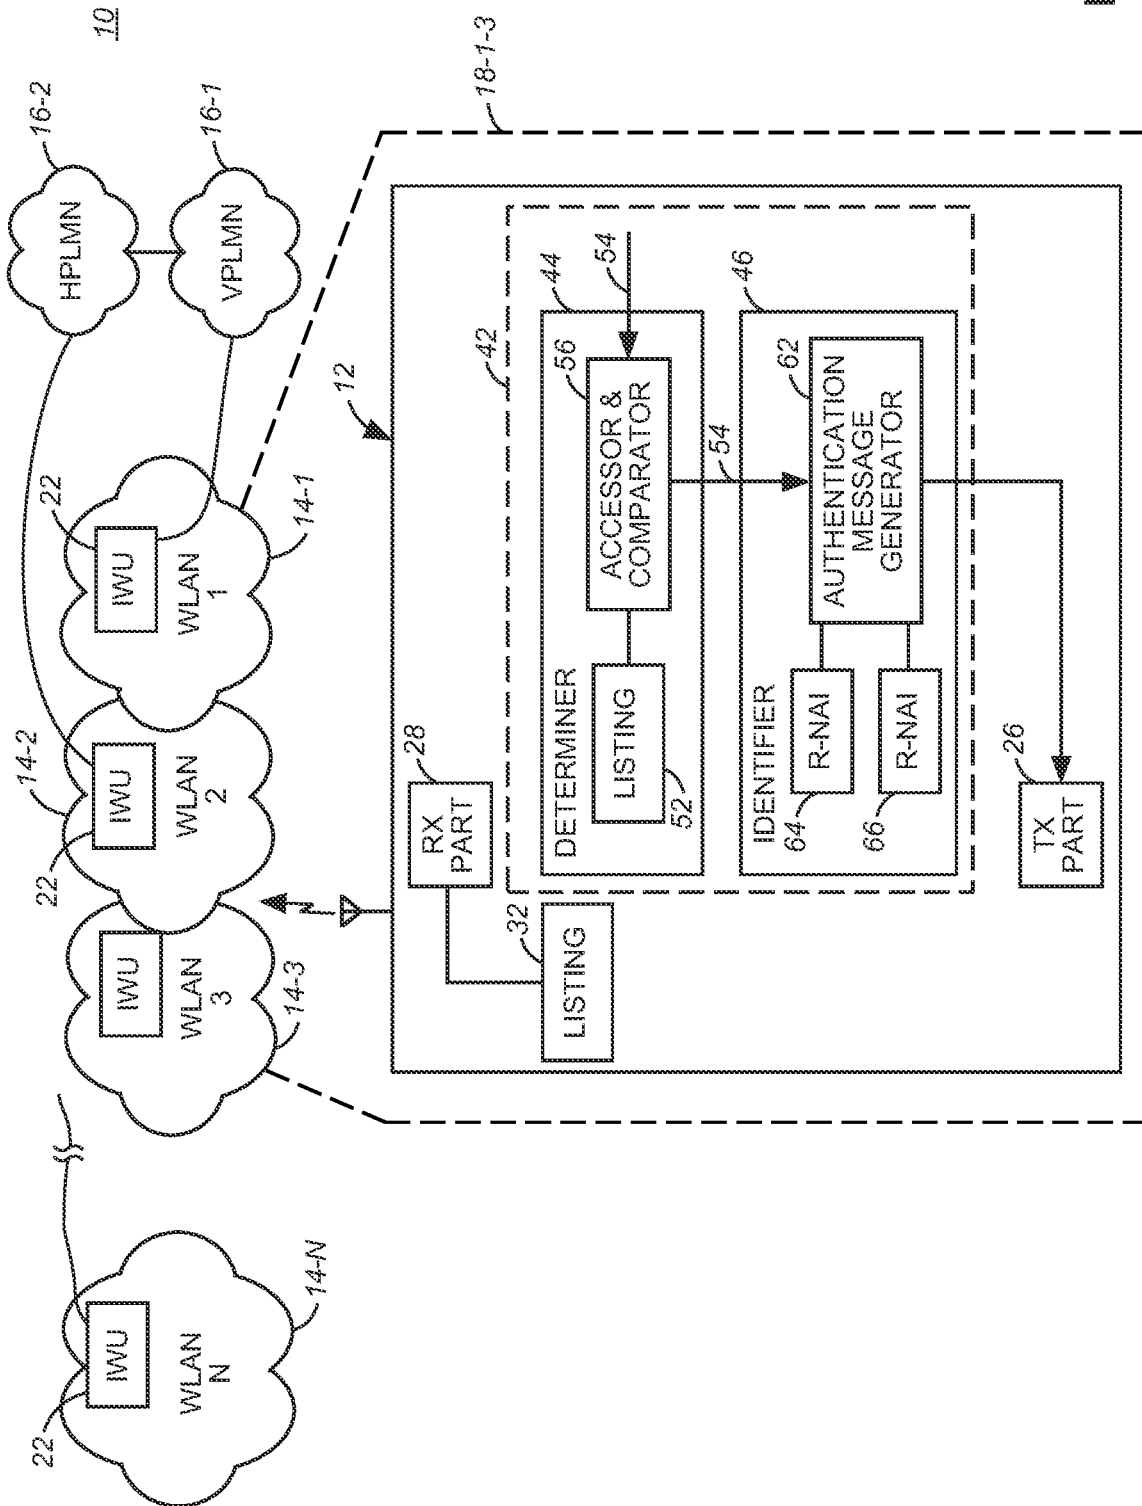 10
16-2
HPLMN
16-1
VPLMN
22
IWU
WLAN
N
14-N
IWU
WLAN
3
14-3
14-2
22
IWU
WLAN
2
22
IWU
WLAN
1
14-1
18-1-3
12
28
RX
PART
32
LISTING
42
44
DETERMINER
LISTING
52
56
ACCESSOR &
COMPARATOR
54
54
46
IDENTIFIER
64
R-NAI
66
R-NAI
62
AUTHENTICATION
MESSAGE
GENERATOR
26
TX
PART